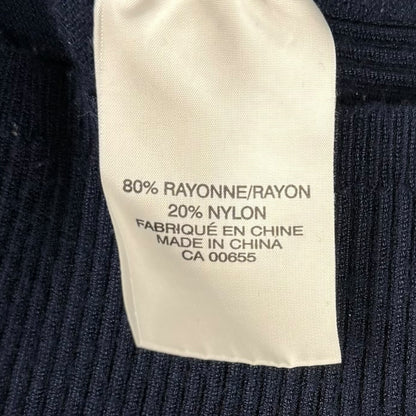 80% RAYONNE/RAYON
20% NYLON
FABRIQUÉ EN CHINE
MADE IN CHINA
CA 00655